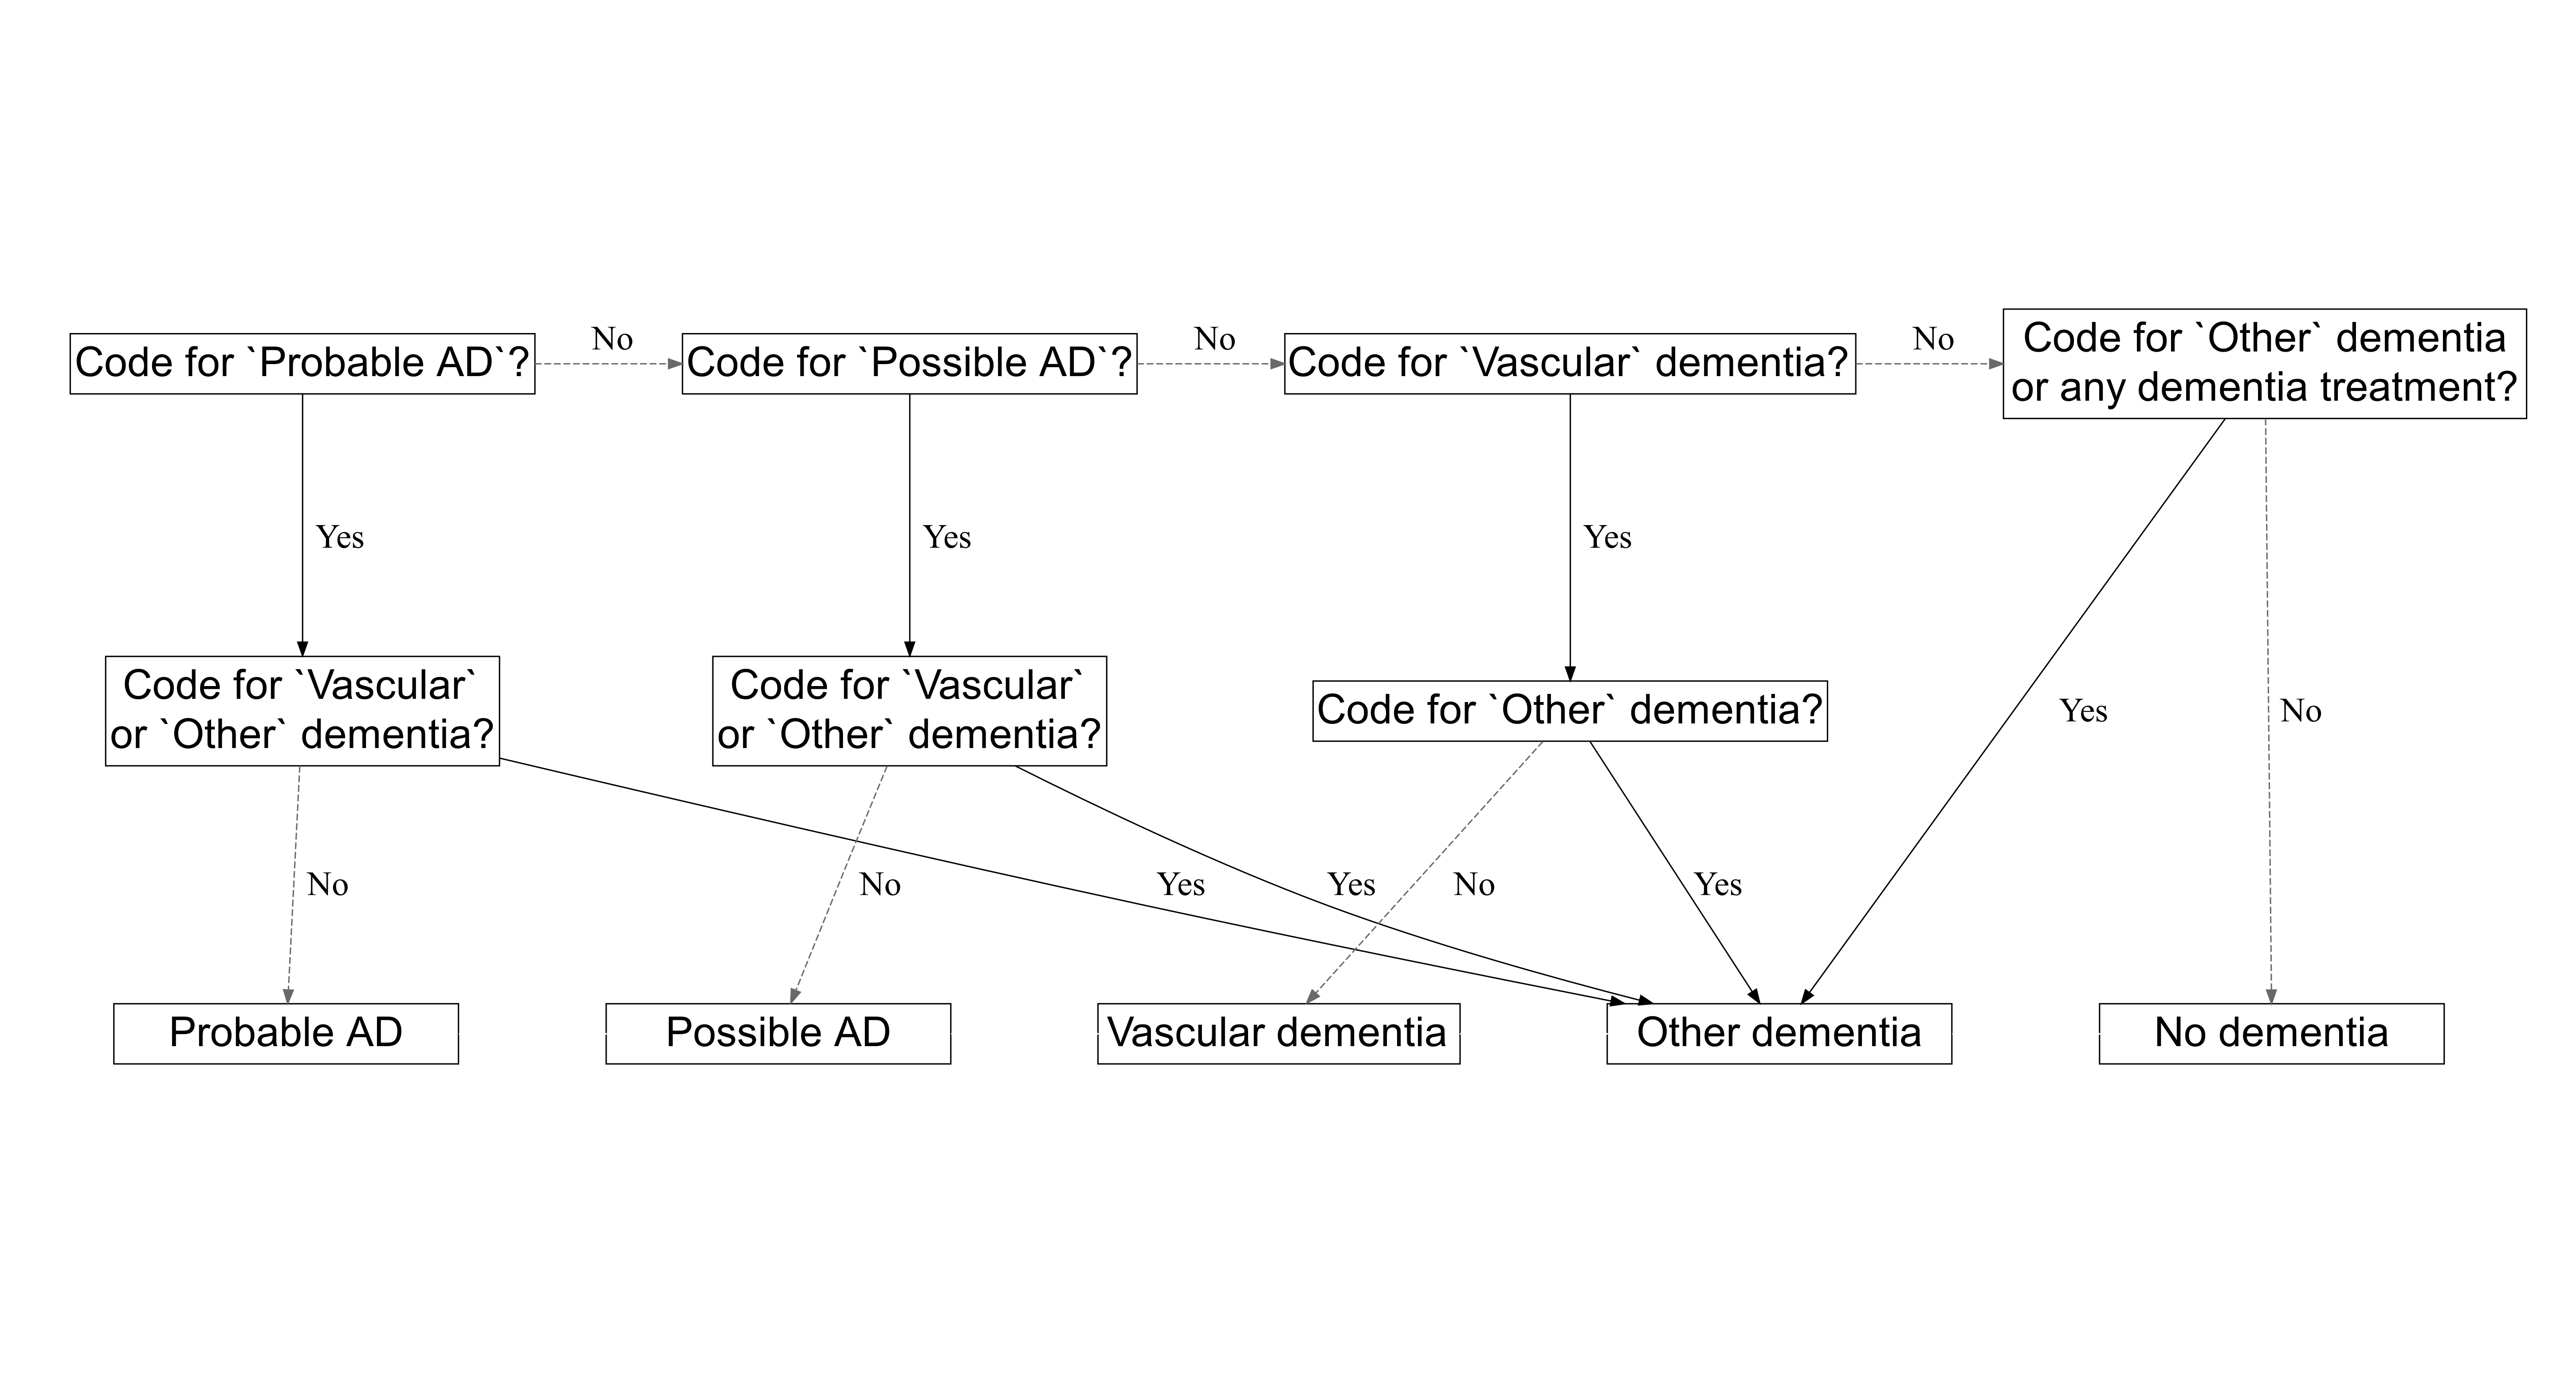 Code for `Probable AD`?
No
Code for `Possible AD`?
No
Code for `Vascular` dementia?
No
Code for `Other` dementia
or any dementia treatment?
Yes
Yes
Yes
Code for `Vascular`
or `Other` dementia?
Code for `Vascular`
or `Other` dementia?
Code for `Other` dementia?
Yes
No
No
No
Yes
Yes
No
Yes
Probable AD
Possible AD
Vascular dementia
Other dementia
No dementia